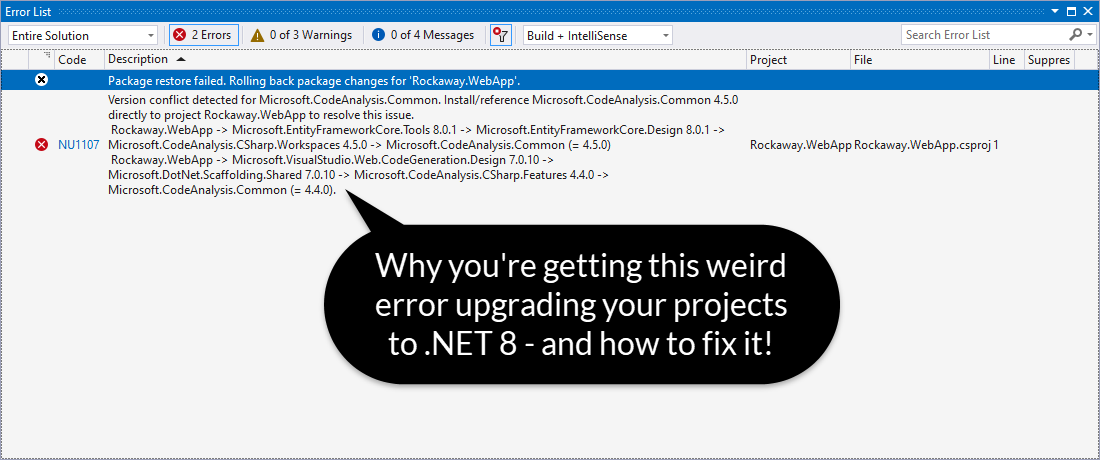 Error List
Entire Solution
2 Errors
0 of 3 Warnings
0 of 4 Messages
Build + IntelliSense
Search Error List
Code Description Project File Line Suppres
Package restore failed. Rolling back package changes for 'Rockaway.WebApp'.
Version conflict detected for Microsoft.CodeAnalysis.Common. Install/reference Microsoft.CodeAnalysis.Common 4.5.0
directly to project Rockaway.WebApp to resolve this issue.
Rockaway.WebApp -> Microsoft.EntityFrameworkCore.Tools 8.0.1 -> Microsoft.EntityFrameworkCore.Design 8.0.1 ->
NU1107 Microsoft.CodeAnalysis.CSharp.Workspaces 4.5.0 -> Microsoft.CodeAnalysis.Common (= 4.5.0) Rockaway.WebApp Rockaway.WebApp.csproj 1
Rockaway.WebApp -> Microsoft.VisualStudio.Web.CodeGeneration.Design 7.0.10 ->
Microsoft.DotNet.Scaffolding.Shared 7.0.10 -> Microsoft.CodeAnalysis.CSharp.Features 4.4.0 ->
Microsoft.CodeAnalysis.Common (= 4.4.0).
Why you're getting this weird
error upgrading your projects
to .NET 8 - and how to fix it!